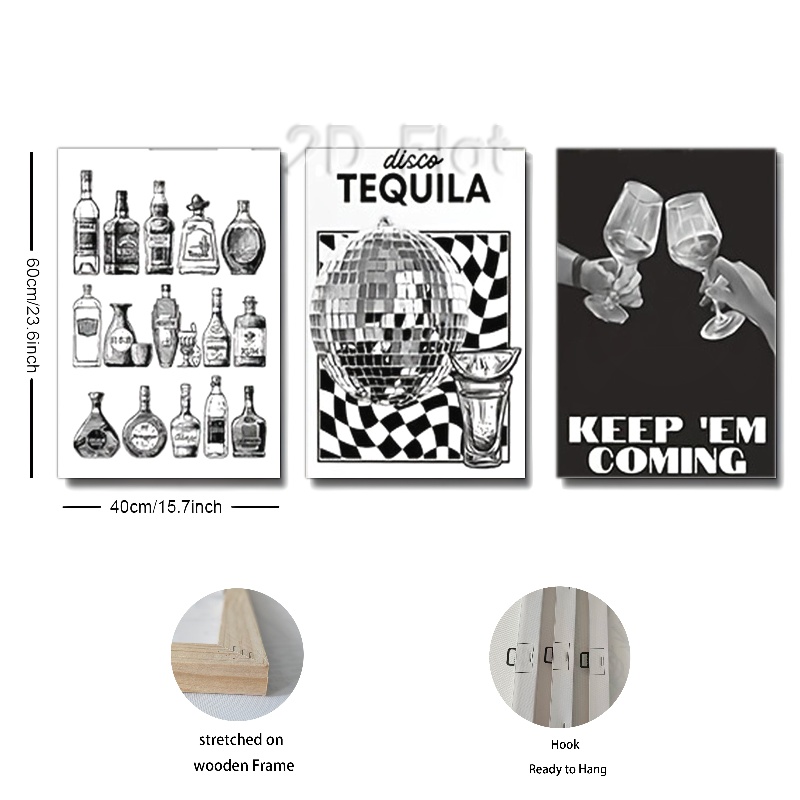 2D_Flat
disco
TEQUILA
60cm/23.6inch
KEEP 'EM
COMING
40cm/15.7inch
stretched on
wooden Frame
Hook
Ready to Hang